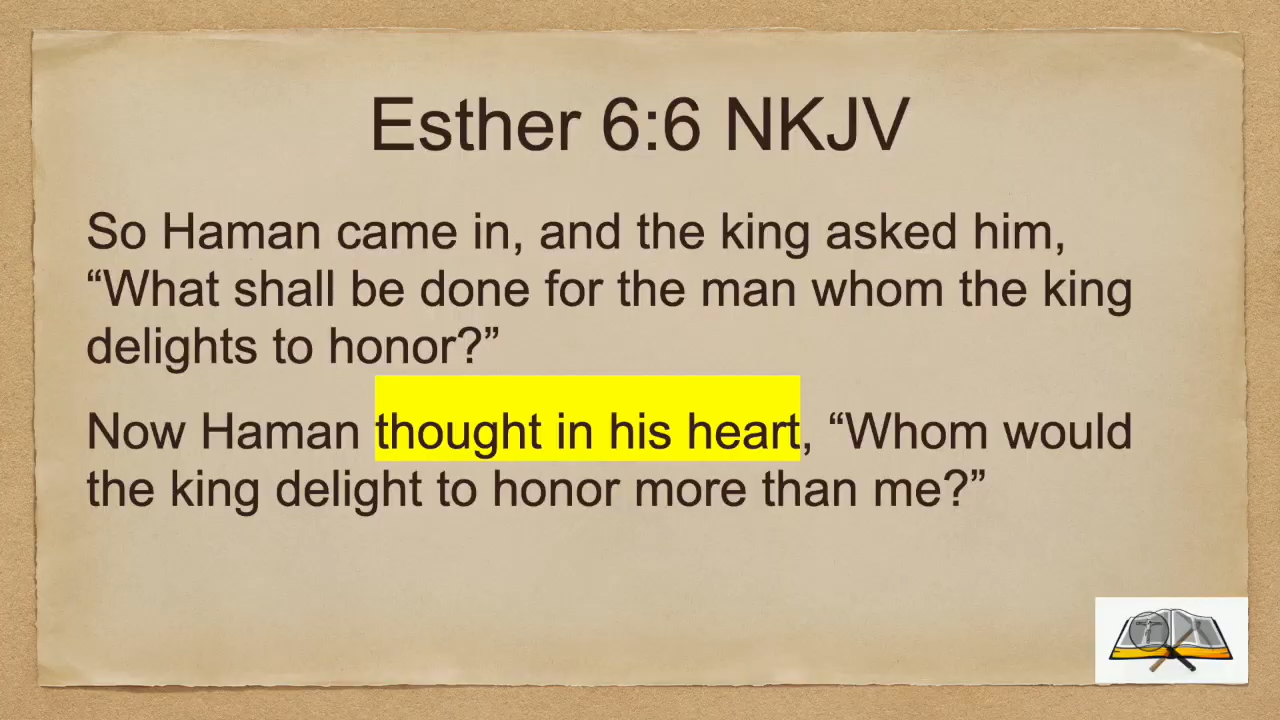 Esther 6:6 NKJV
So Haman came in, and the king asked him,
“What shall be done for the man whom the king
delights to honor?”
Now Haman thought in his heart, “Whom would
the king delight to honor more than me?”